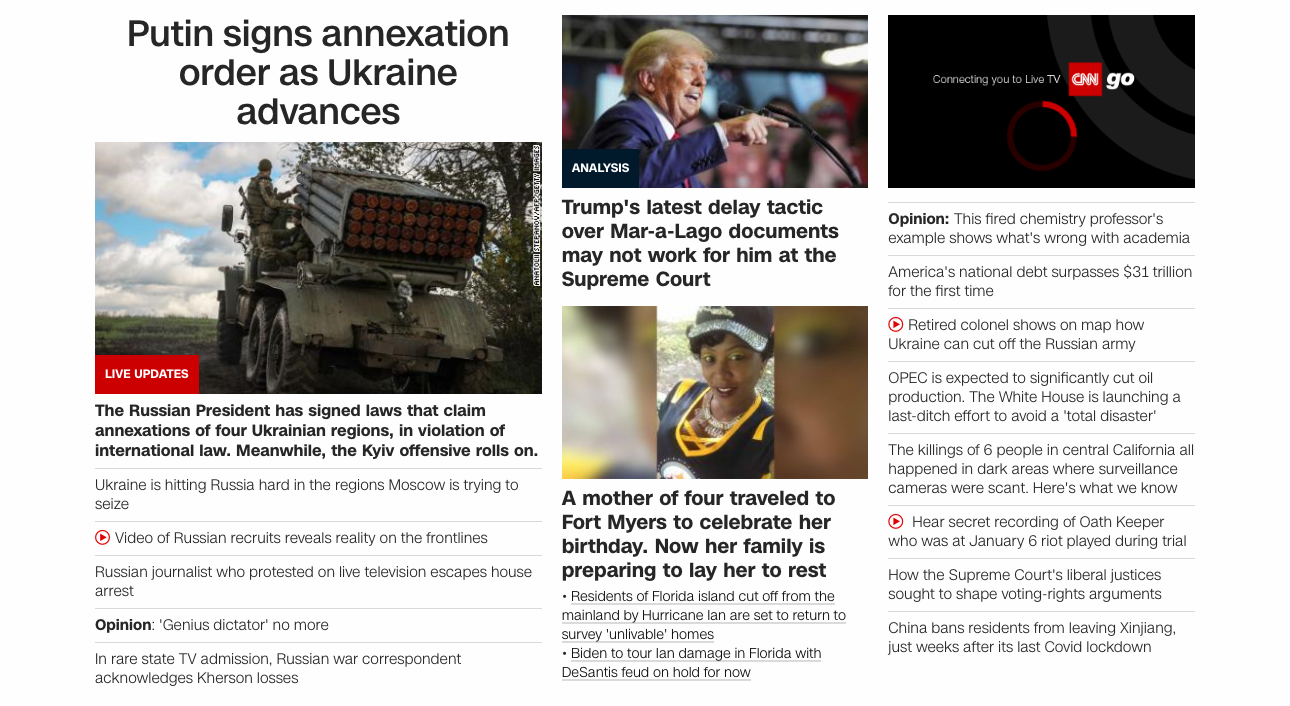 Putin signs annexation
order as Ukraine
advances
ANATOLII STEPANOV/AFP/GETTY IMAGES
LIVE UPDATES
The Russian President has signed laws that claim
annexations of four Ukrainian regions, in violation of
international law. Meanwhile, the Kyiv offensive rolls on.
Ukraine is hitting Russia hard in the regions Moscow is trying to
seize
Video of Russian recruits reveals reality on the frontlines
Russian journalist who protested on live television escapes house
arrest
Opinion: 'Genius dictator' no more
In rare state TV admission, Russian war correspondent
acknowledges Kherson losses
ANALYSIS
Trump's latest delay tactic
over Mar-a-Lago documents
may not work for him at the
Supreme Court
A mother of four traveled to
Fort Myers to celebrate her
birthday. Now her family is
preparing to lay her to rest
• Residents of Florida island cut off from the
mainland by Hurricane Ian are set to return to
survey 'unlivable' homes
• Biden to tour Ian damage in Florida with
DeSantis feud on hold for now
Connecting you to Live TV CNN go
Opinion: This fired chemistry professor's
example shows what's wrong with academia
America's national debt surpasses $31 trillion
for the first time
Retired colonel shows on map how
Ukraine can cut off the Russian army
OPEC is expected to significantly cut oil
production. The White House is launching a
last-ditch effort to avoid a 'total disaster'
The killings of 6 people in central California all
happened in dark areas where surveillance
cameras were scant. Here's what we know
Hear secret recording of Oath Keeper
who was at January 6 riot played during trial
How the Supreme Court's liberal justices
sought to shape voting-rights arguments
China bans residents from leaving Xinjiang,
just weeks after its last Covid lockdown